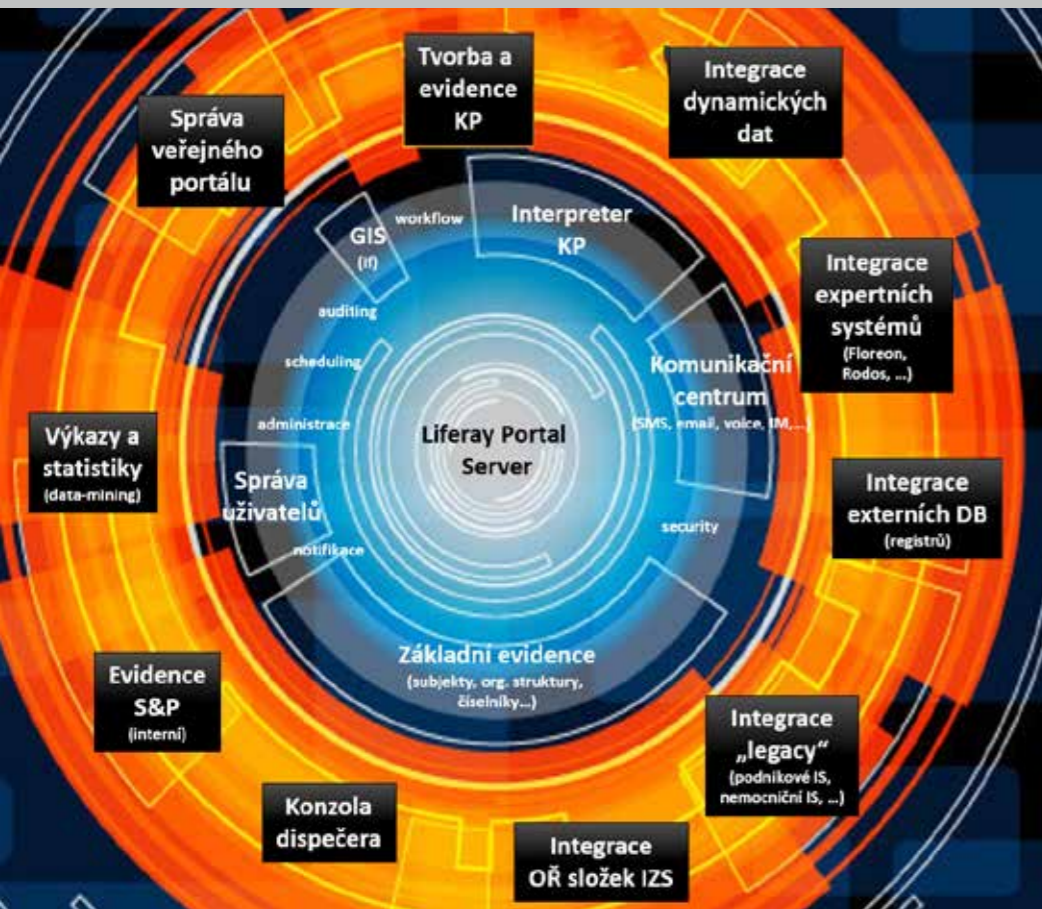 Tvorba a
evidence
KP
Integrace
dynamických
dat
Správa
veřejného
portálu
workflow
Interpreter
KP
GIS
(if)
Integrace
expertních
systémů
(Floreon,
Rodos, ...)
auditing
scheduling
Komunikační
centrum
(SMS, email, voice, IM,...)
administrace
Liferay Portal
Server
Výkazy a
statistiky
(data-mining)
Správa
uživatelů
Integrace
externích DB
(registrů)
security
notifikace
Základní evidence
(subjekty, org. struktury,
číselníky...)
Evidence
S&P
(interní)
Integrace
„legacy“
(podnikové IS,
nemocniční IS, ...)
Konzola
dispečera
Integrace
OŘ složek IZS